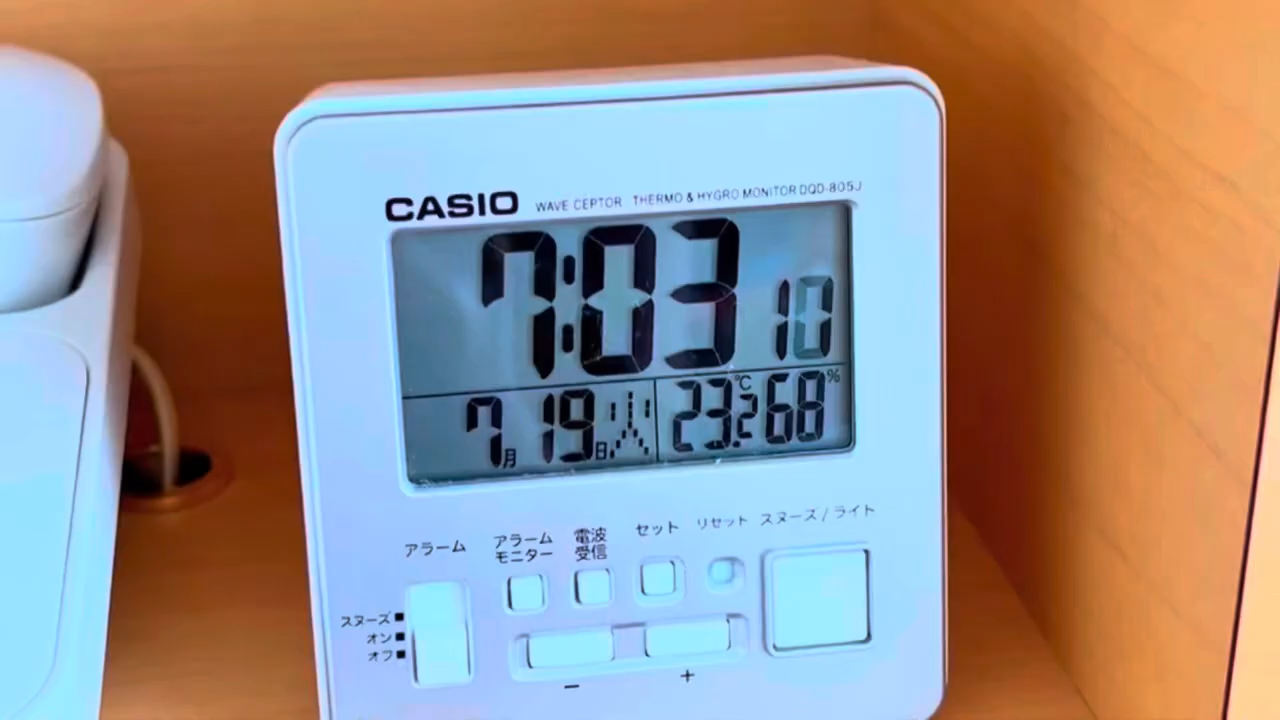 CASIO WAVE CEPTOR THERMO & HYGRO MONITOR DQD-805J
7:03 10
7月 19日 火 23.2℃ 68%
アラーム アラームモニター 電波受信 セット リセット スヌーズ/ライト
スヌーズ■
オン■
オフ■
− +